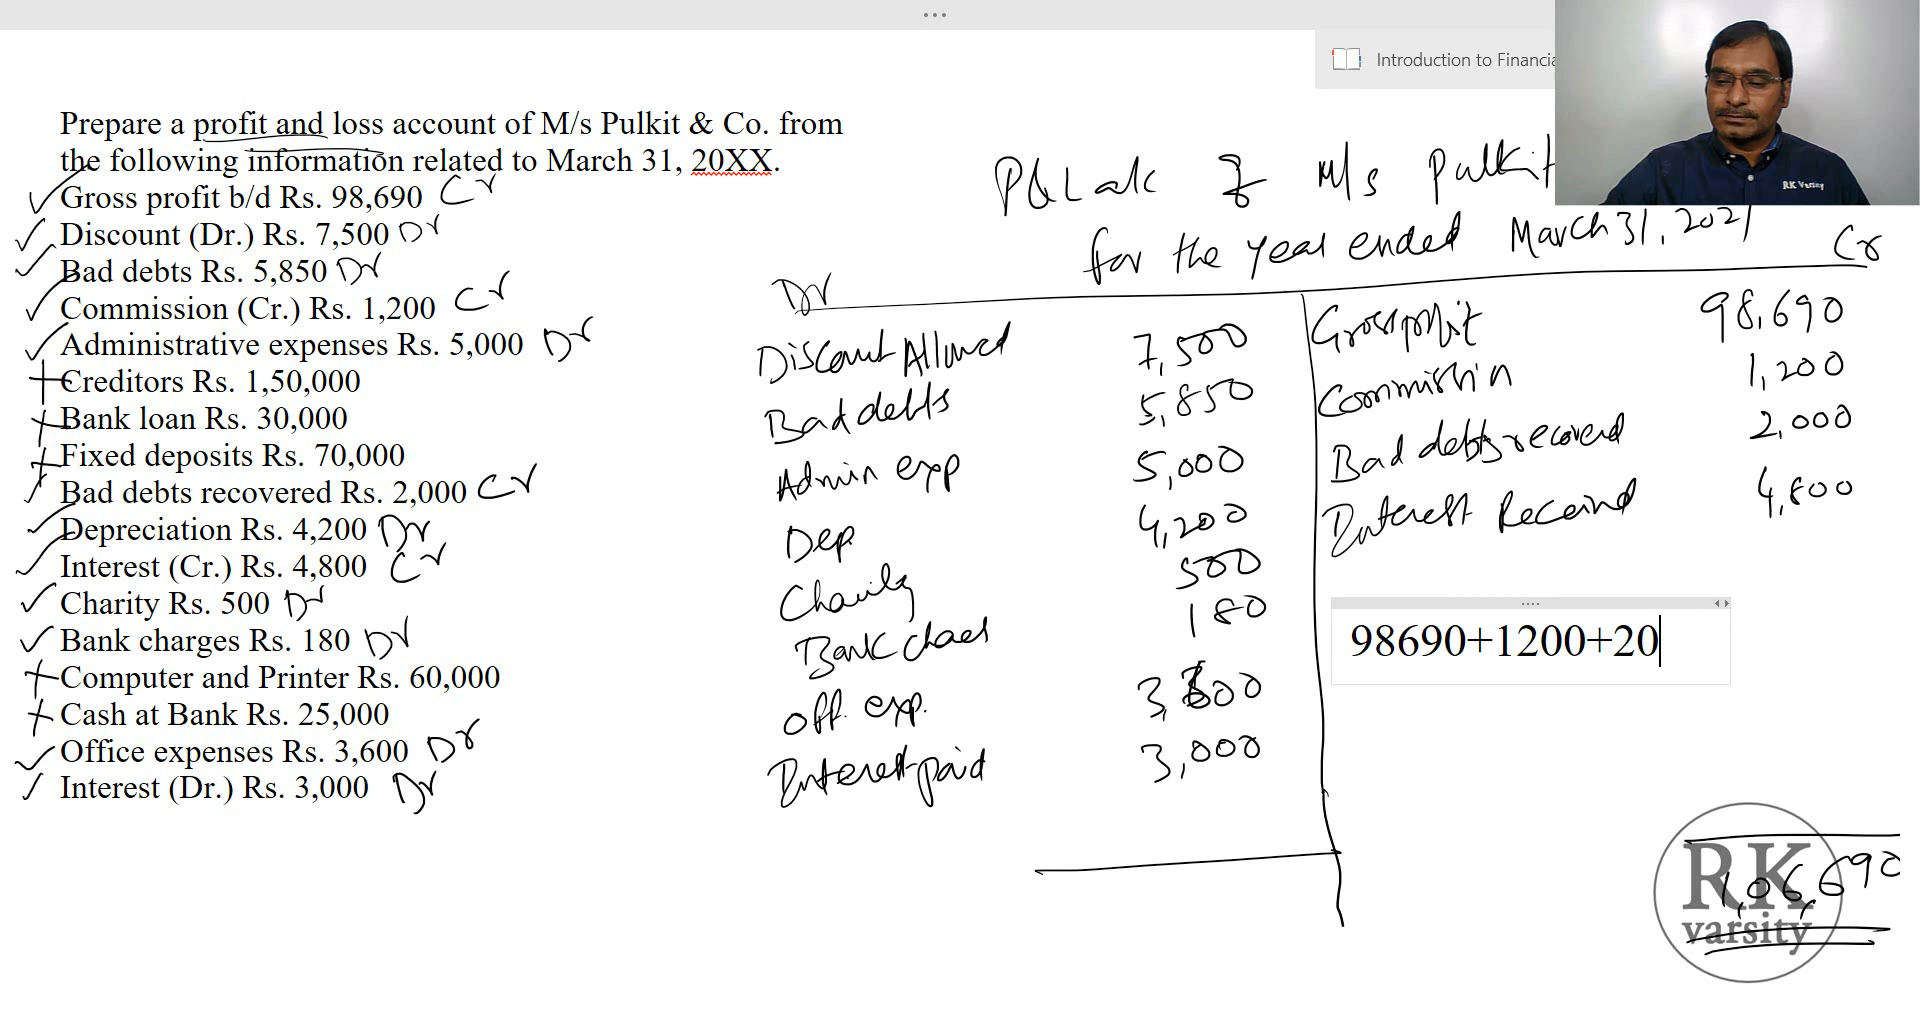 Introduction to Financia
Prepare a profit and loss account of M/s Pulkit & Co. from
the following information related to March 31, 20XX.
Gross profit b/d Rs. 98,690 Cr
Discount (Dr.) Rs. 7,500 Dr
Bad debts Rs. 5,850 Dr
Commission (Cr.) Rs. 1,200 Cr
Administrative expenses Rs. 5,000 Dr
Creditors Rs. 1,50,000
Bank loan Rs. 30,000
Fixed deposits Rs. 70,000
Bad debts recovered Rs. 2,000 Cr
Depreciation Rs. 4,200 Dr
Interest (Cr.) Rs. 4,800 Cr
Charity Rs. 500 Dr
Bank charges Rs. 180 Dr
Computer and Printer Rs. 60,000
Cash at Bank Rs. 25,000
Office expenses Rs. 3,600 Dr
Interest (Dr.) Rs. 3,000 Dr
P&L a/c of M/s Pulkit
for the year ended March 31, 2021
Dr
Discount Allowed 7,500
Bad debts 5,850
Admin exp 5,000
Dep 4,200
Charity 500
Bank 180
off. exp. 3,600
Interest paid 3,000
Cr
Gross profit 98,690
Commission 1,200
Bad debts recovered 2,000
Interest Received 4,800
98690+1200+20
1,06,690
RK
varsity
RK Varsity